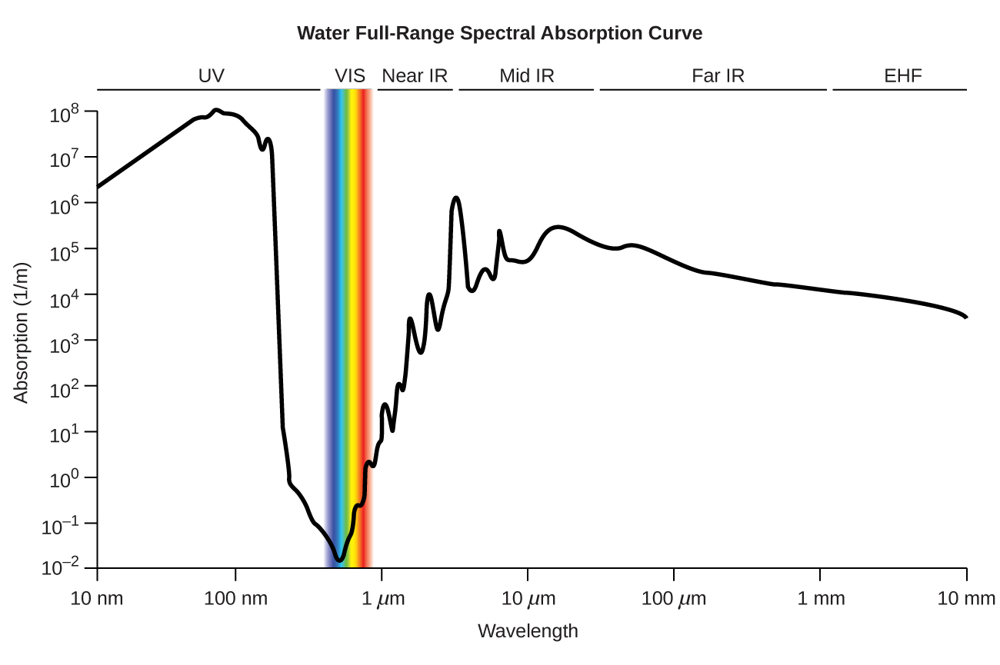 Water Full-Range Spectral Absorption Curve
UV VIS Near IR Mid IR Far IR EHF
10⁸
10⁷
10⁶
10⁵
10⁴
10³
10²
10¹
10⁰
10⁻¹
10⁻²
Absorption (1/m)
10 nm 100 nm 1 μm 10 μm 100 μm 1 mm 10 mm
Wavelength